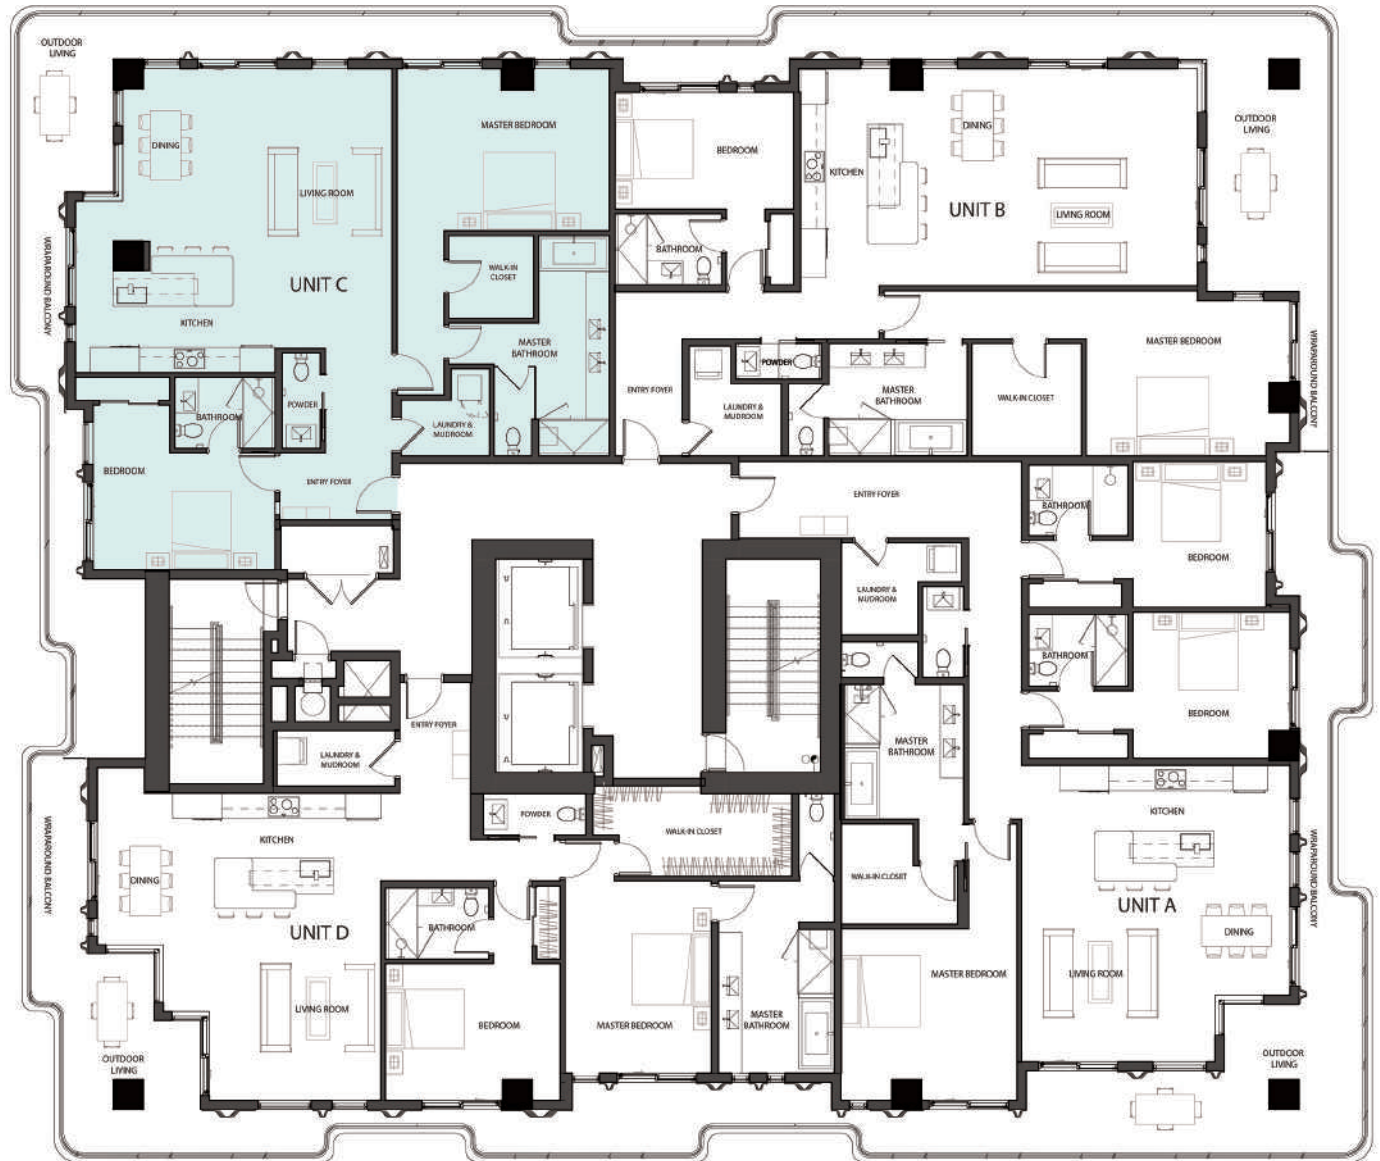 OUTDOOR
LIVING
DINING
LIVING ROOM
UNIT C
KITCHEN
WRAPAROUND BALCONY
MASTER BEDROOM
WALK-IN
CLOSET
MASTER
BATHROOM
POWDER
LAUNDRY &
MUDROOM
BATHROOM
BEDROOM
ENTRY FOYER
BEDROOM
BATHROOM
KITCHEN
DINING
UNIT B
LIVING ROOM
OUTDOOR
LIVING
ENTRY FOYER
POWDER
LAUNDRY &
MUDROOM
MASTER
BATHROOM
WALK-IN CLOSET
MASTER BEDROOM
WRAPAROUND BALCONY
ENTRY FOYER
BATHROOM
BEDROOM
LAUNDRY &
MUDROOM
BATHROOM
BEDROOM
MASTER
BATHROOM
WALK-IN CLOSET
KITCHEN
UNIT A
DINING
LIVING ROOM
MASTER BEDROOM
WRAPAROUND BALCONY
OUTDOOR
LIVING
ENTRY FOYER
LAUNDRY &
MUDROOM
POWDER
WALK-IN CLOSET
KITCHEN
DINING
UNIT D
BATHROOM
LIVING ROOM
BEDROOM
MASTER BEDROOM
MASTER
BATHROOM
WRAPAROUND BALCONY
OUTDOOR
LIVING